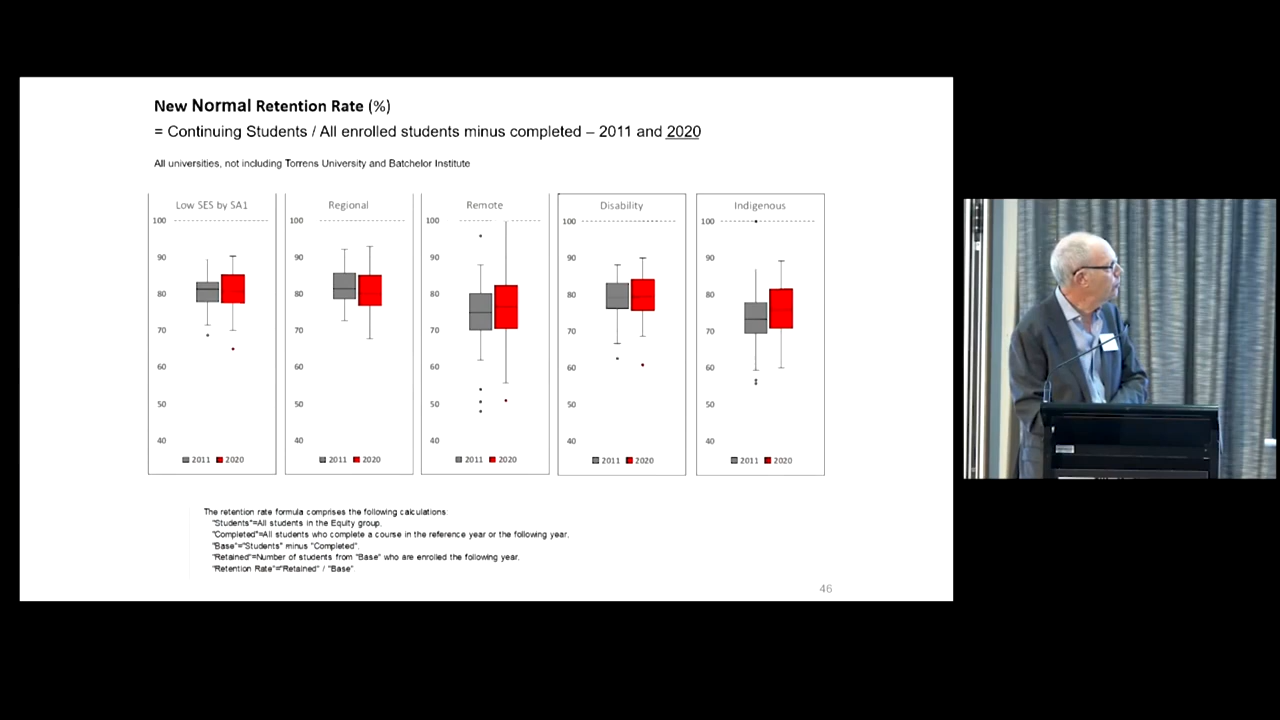 New Normal Retention Rate (%)
= Continuing Students / All enrolled students minus completed – 2011 and 2020
All universities, not including Torrens University and Batchelor Institute
Low SES by SA1
100
90
80
70
60
50
40
2011 2020
Regional
100
90
80
70
60
50
40
2011 2020
Remote
100
90
80
70
60
50
40
2011 2020
Disability
100
90
80
70
60
50
40
2011 2020
Indigenous
100
90
80
70
60
50
40
2011 2020
The retention rate formula comprises the following calculations:
"Students"=All students in the Equity group.
"Completed"=All students who complete a course in the reference year or the following year.
"Base"="Students" minus "Completed".
"Retained"=Number of students from "Base" who are enrolled the following year.
"Retention Rate"="Retained" / "Base"
46